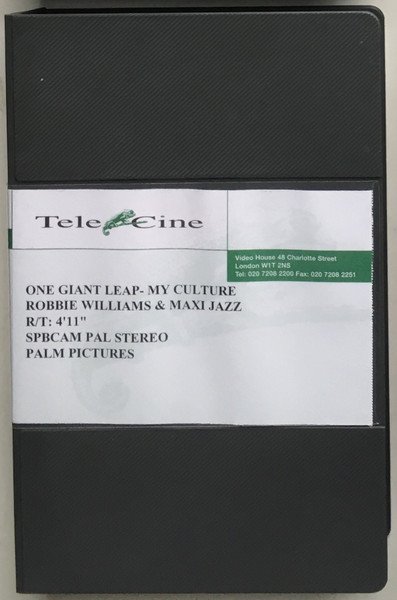 Tele Cine
Video House 48 Charlotte Street
London W1T 2NS
Tel: 020 7208 2200 Fax: 020 7208 2251
ONE GIANT LEAP- MY CULTURE
ROBBIE WILLIAMS & MAXI JAZZ
R/T: 4'11"
SPBCAM PAL STEREO
PALM PICTURES